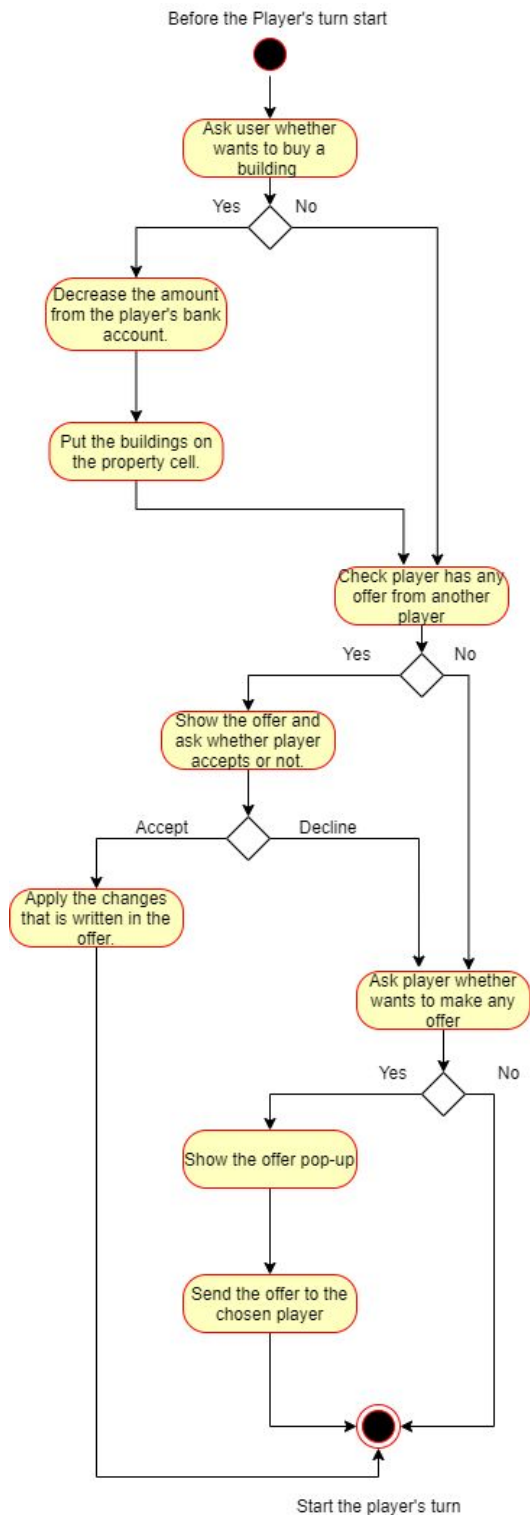 Before the Player's turn start
Ask user whether
wants to buy a
building
Yes
No
Decrease the amount
from the player's bank
account.
Put the buildings on
the property cell.
Check player has any
offer from another
player
Yes
No
Show the offer and
ask whether player
accepts or not.
Accept
Decline
Apply the changes
that is written in the
offer.
Ask player whether
wants to make any
offer
Yes
No
Show the offer pop-up
Send the offer to the
chosen player
Start the player's turn